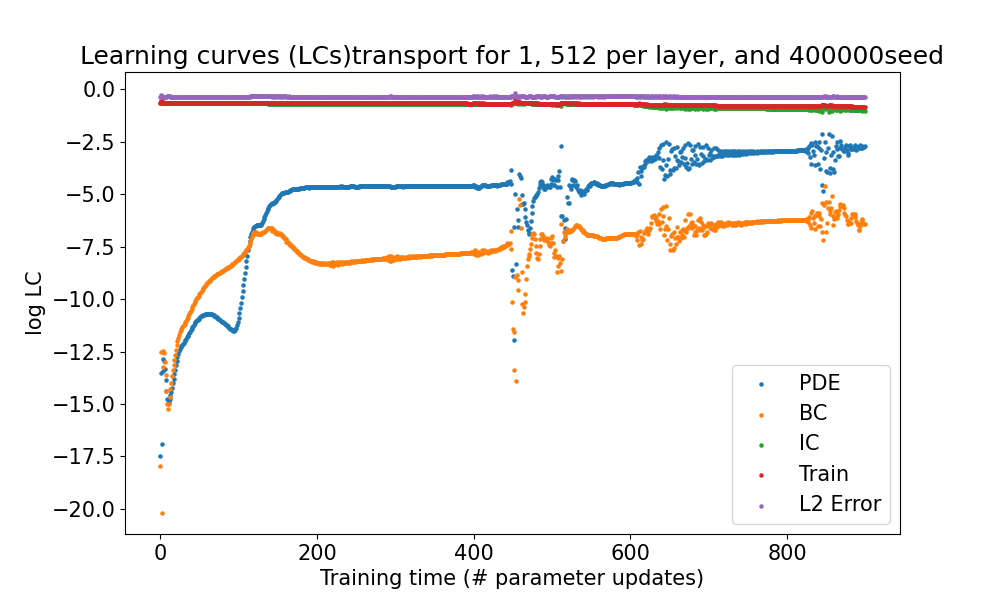 Learning curves (LCs)transport for 1, 512 per layer, and 400000seed
0.0
−2.5
−5.0
−7.5
−10.0
−12.5
−15.0
−17.5
−20.0
log LC
PDE
BC
IC
Train
L2 Error
0 200 400 600 800
Training time (# parameter updates)